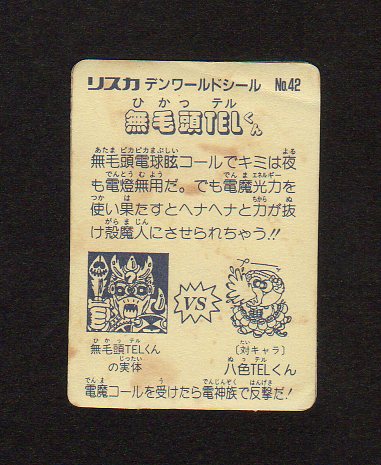 リスカ デンワールドシール No.42
ひかっ テル
無毛頭TELくん
あたま ピカピカまぶしい よる
無毛頭電球眩コールでキミは夜
でんとう むよう でんま エネルギー
も電燈無用だ。でも電魔光力を
つか は ちから ぬ
使い果たすとヘナヘナと力が抜
がらまじん
け殻魔人にさせられちゃう!!
VS
ひかっ テル
無毛頭TELくん
じったい
の実体
たい
〔対キャラ〕
ぬってル
八色TELくん
でんま う でんじんぞく はんげき
電魔コールを受けたら電神族で反撃だ!